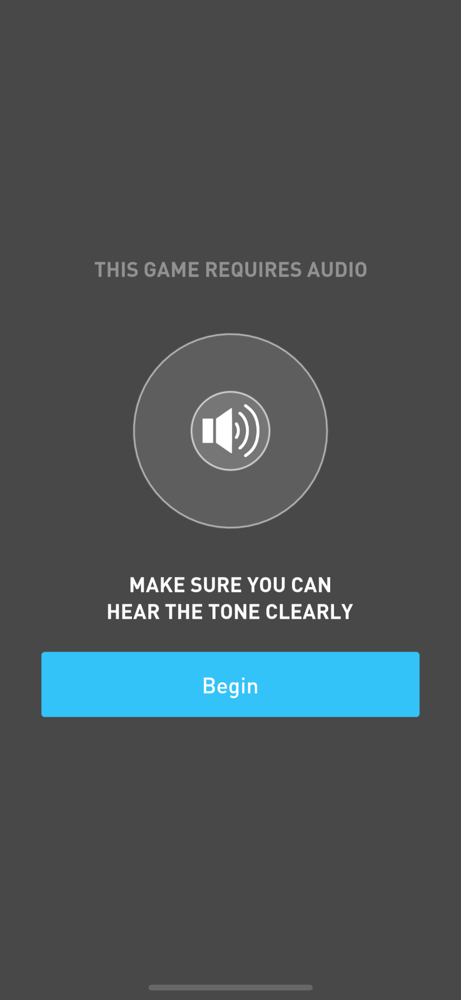 THIS GAME REQUIRES AUDIO
MAKE SURE YOU CAN
HEAR THE TONE CLEARLY
Begin